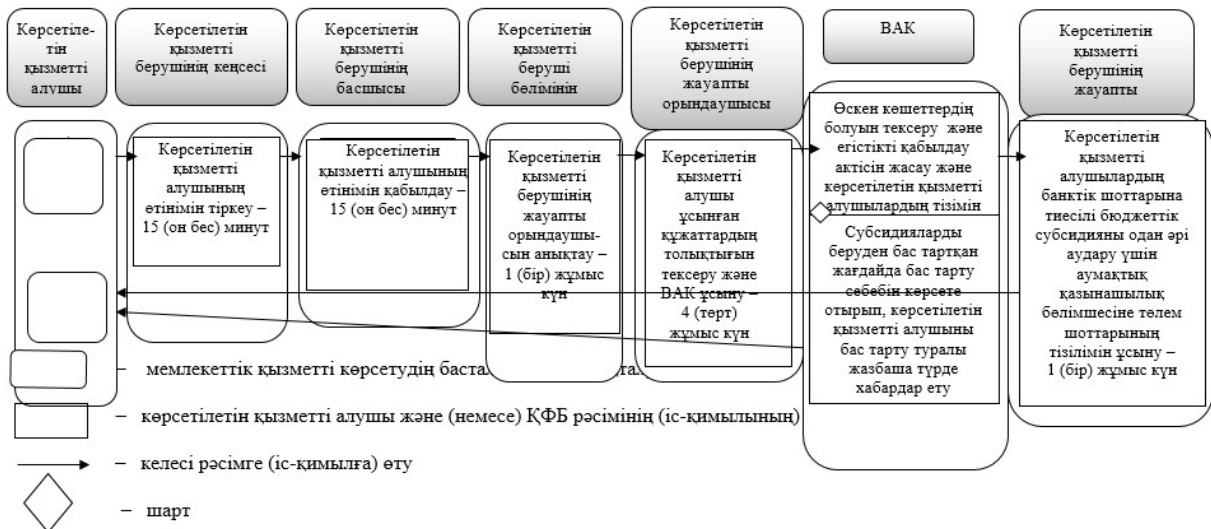 Көрсетіле-
тін
қызметті
алушы
Көрсетілетін
қызметті
берушінің кеңсесі
Көрсетілетін
қызметті
берушінің
басшысы
Көрсетілетін
қызметті
беруші
бөлімінің
Көрсетілетін
қызметті
берушінің
жауапты
орындаушысы
ВАК
Көрсетілетін
қызметті
берушінің
жауапты
Көрсетілетін
қызметті
алушының
өтінімін тіркеу –
15 (он бес) минут
Көрсетілетін
қызметті алушының
өтінімін қабылдау –
15 (он бес) минут
Көрсетілетін
қызметті
берушінің
жауапты
орындаушы-
сын анықтау –
1 (бір) жұмыс
күн
Көрсетілетін
қызметті
алушы
ұсынған
құжаттардың
толықтығын
тексеру және
ВАК ұсыну –
4 (төрт)
жұмыс күн
Өскен көшеттердің
болуын тексеру және
егістікті қабылдау
актісін жасау және
көрсетілетін қызметті
алушылардың тізімін
Субсидияларды
беруден бас тартқан
жағдайда бас тарту
себебін көрсете
отырып, көрсетілетін
қызметті алушыны
бас тарту туралы
жазбаша түрде
хабардар ету
Көрсетілетін
қызметті
алушылардың
банктік шоттарына
тиесілі бюджеттік
субсидияны одан әрі
аудару үшін
аумақтық
қазынашылық
бөлімшесіне төлем
шоттарының
тізілімін ұсыну –
1 (бір) жұмыс күн
– мемлекеттік қызметті көрсетудің
– көрсетілетін қызметті алушы және (немесе) ҚФБ рәсімінің (іс-қимылының)
– келесі рәсімге (іс-қимылға) өту
– шарт